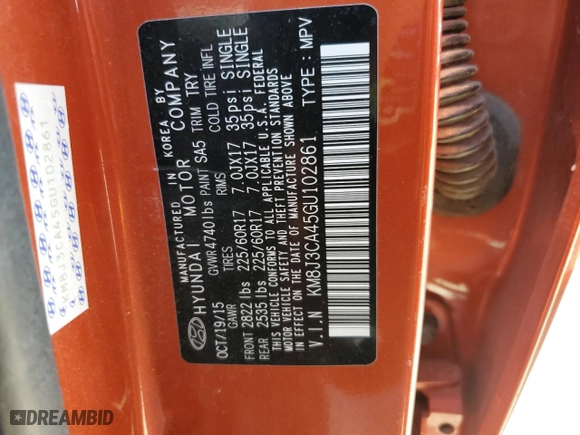 MANUFACTURED IN KOREA BY
HYUNDAI MOTOR COMPANY
OCT/19/15 GVWR 4740lbs PAINT SA5 TRIM TRY
GAWR TIRES RIMS COLD TIRE INFL
FRONT 2822 lbs 225/60R17 7.0JX17 35psi SINGLE
REAR 2535 lbs 225/60R17 7.0JX17 35psi SINGLE
THIS VEHICLE CONFORMS TO ALL APPLICABLE U.S.A. FEDERAL
MOTOR VEHICLE SAFETY AND THEFT PREVENTION STANDARDS
IN EFFECT ON THE DATE OF MANUFACTURE SHOWN ABOVE
V.I.N KM8J3CA45GU102861 TYPE : MPV
KM8J3CA45GU102861
DREAMBID